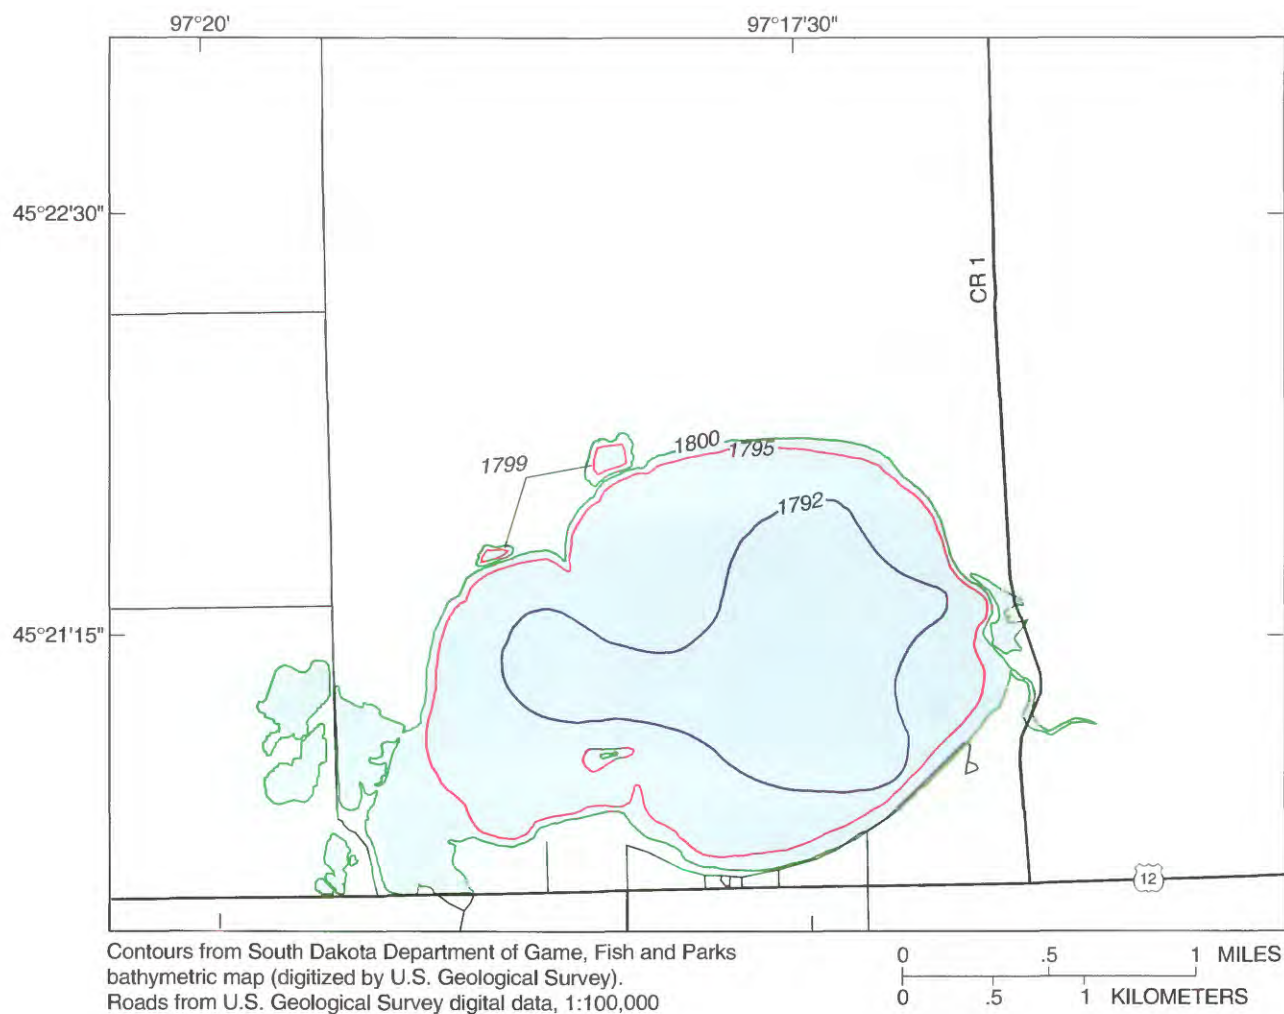 97°20'
97°17'30"
45°22'30"
CR 1
1800
1795
1799
1792
45°21'15"
12
Contours from South Dakota Department of Game, Fish and Parks
bathymetric map (digitized by U.S. Geological Survey).
Roads from U.S. Geological Survey digital data, 1:100,000
0 .5 1 MILES
0 .5 1 KILOMETERS